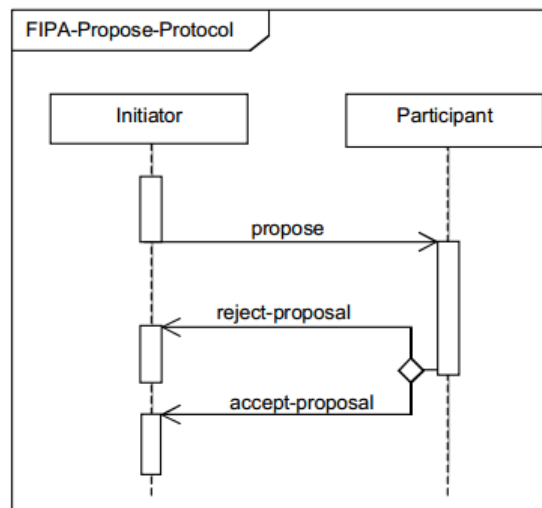 FIPA-Propose-Protocol
Initiator
Participant
propose
reject-proposal
accept-proposal